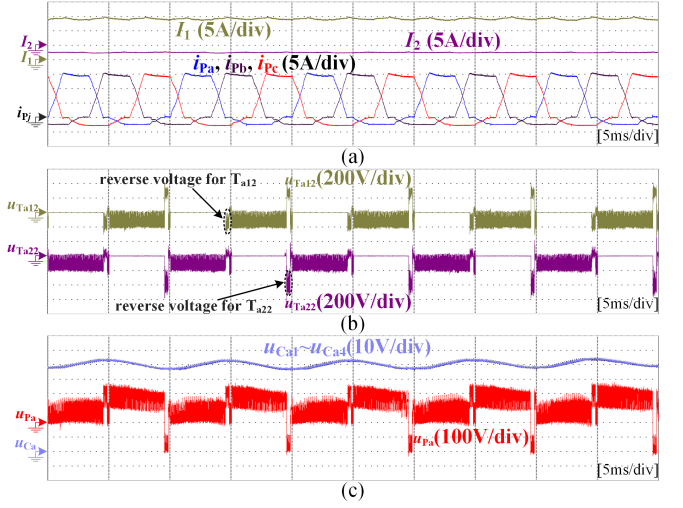 I₁ (5A/div)
I₂
I₂ (5A/div)
I₁
iPa, iPb, iPc (5A/div)
iPj
[5ms/div]
(a)
reverse voltage for Ta12
uTa12(200V/div)
uTa12
uTa22
reverse voltage for Ta22
uTa22(200V/div)
[5ms/div]
(b)
uCa1~uCa4(10V/div)
uPa
uPa(100V/div)
uCa
[5ms/div]
(c)